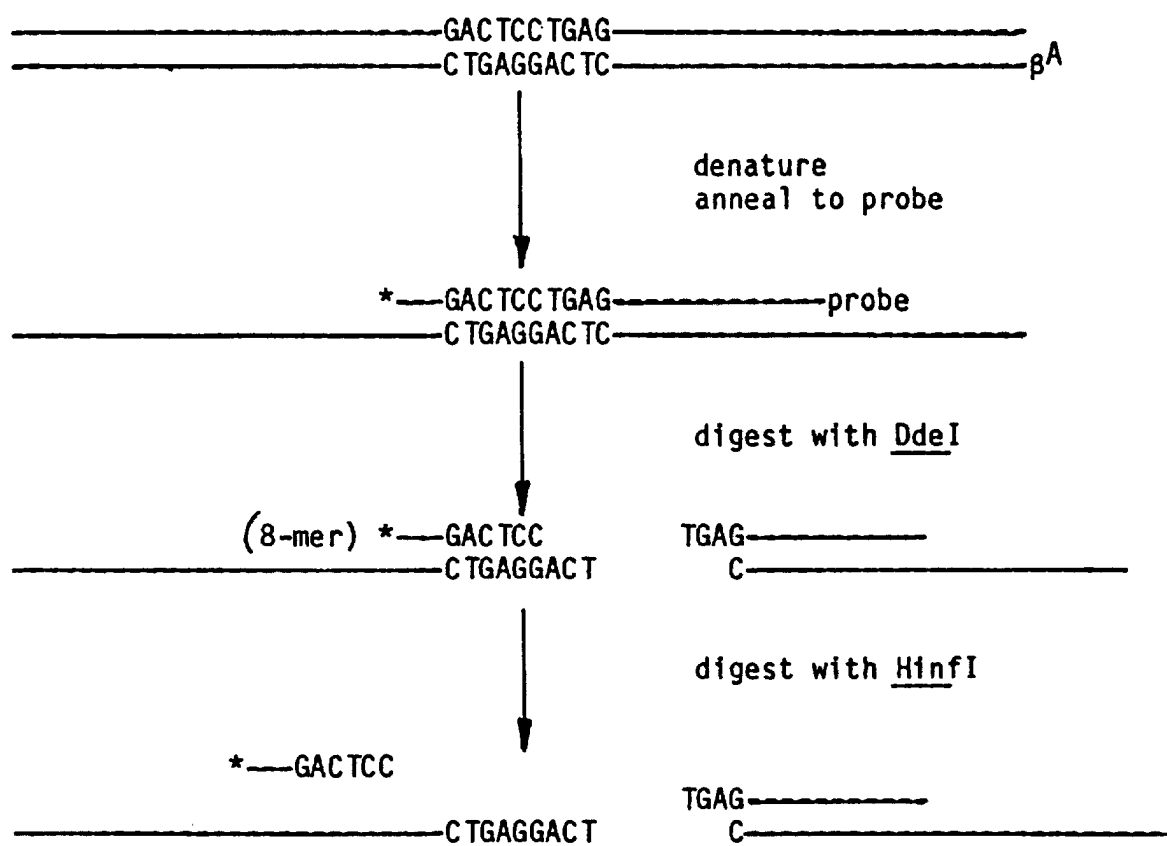 GACTCCTGAG
CTGAGGACTC βA
denature
anneal to probe
*—GACTCCTGAG probe
CTGAGGACTC
digest with DdeI
(8-mer) *—GACTCC TGAG
CTGAGGACT C
digest with HinfI
*—GACTCC
TGAG
CTGAGGACT C